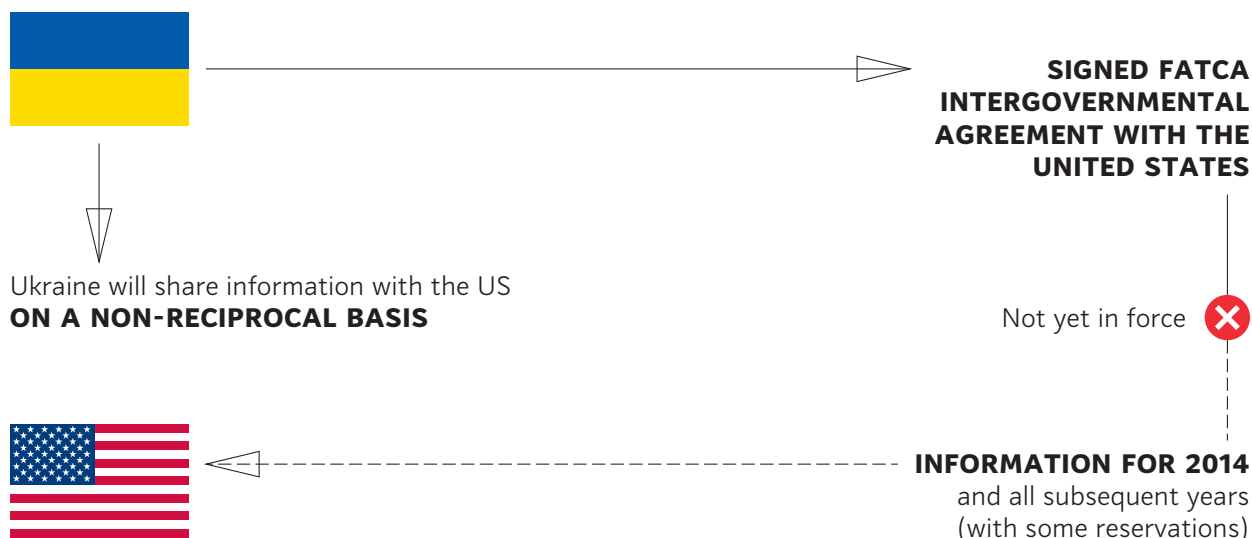 SIGNED FATCA
INTERGOVERNMENTAL
AGREEMENT WITH THE
UNITED STATES
Ukraine will share information with the US
ON A NON-RECIPROCAL BASIS
Not yet in force
INFORMATION FOR 2014
and all subsequent years
(with some reservations)